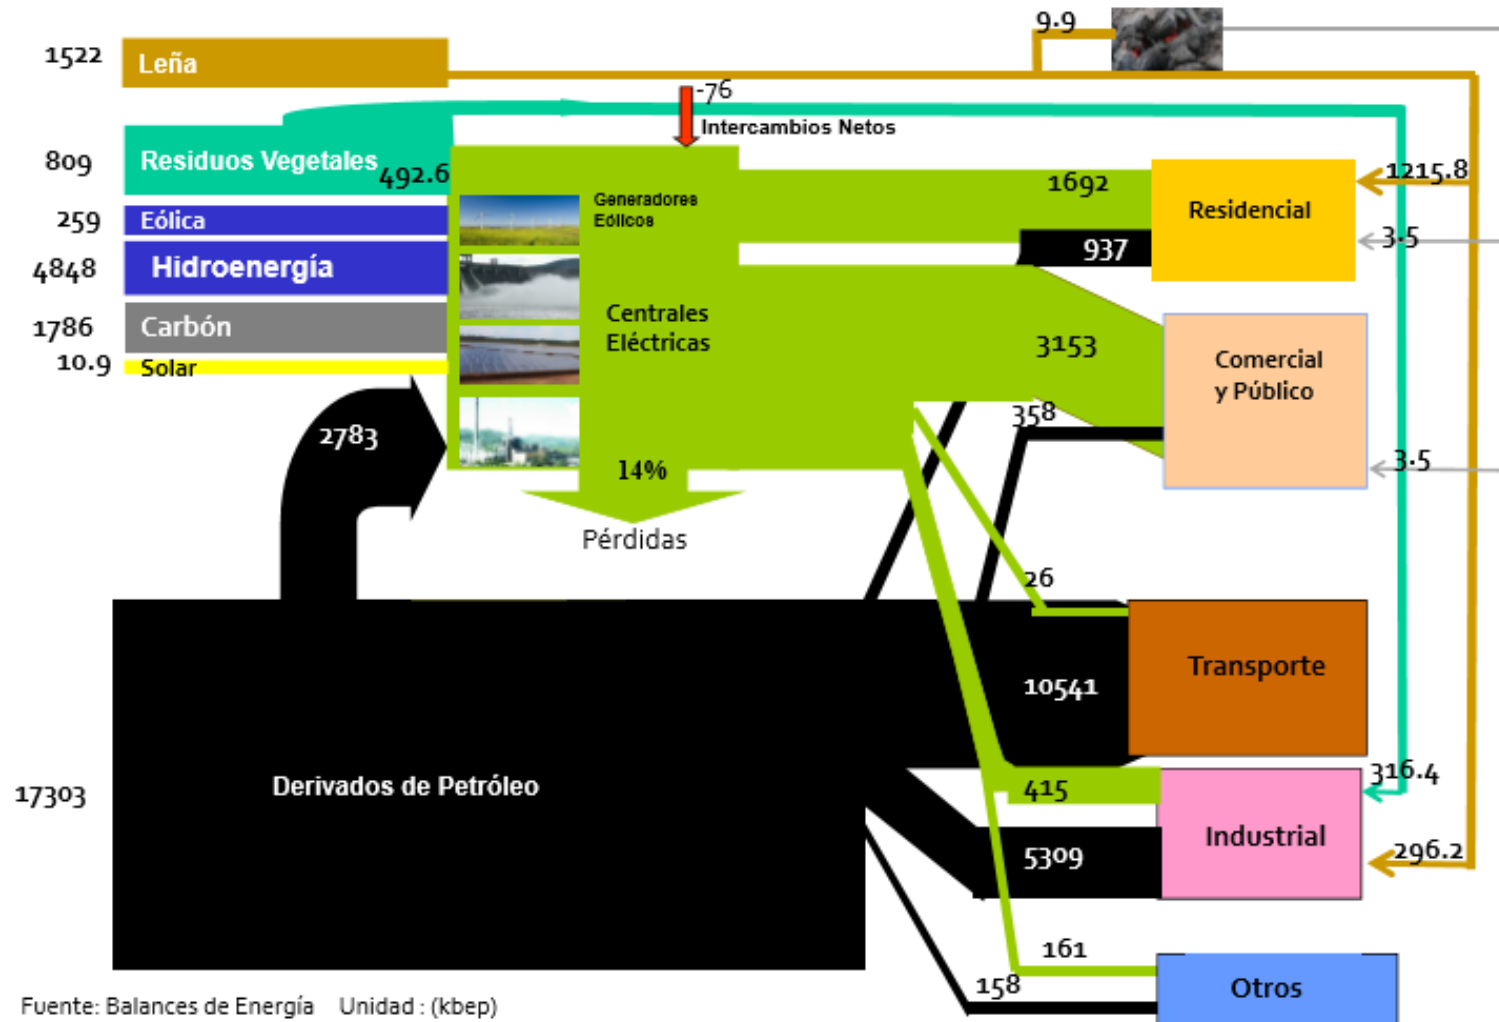 9.9
1522
Leña
-76
Intercambios Netos
809
Residuos Vegetales
492.6
1692
Residencial
1215.8
259
Eólica
Generadores
Eólicos
937
3.5
4848
Hidroenergía
1786
Carbón
Centrales
Eléctricas
3153
Comercial
y Público
10.9
Solar
2783
358
3.5
14%
Pérdidas
26
10541
Transporte
17303
Derivados de Petróleo
415
316.4
5309
Industrial
296.2
161
158
Otros
Fuente: Balances de Energía Unidad : (kbep)